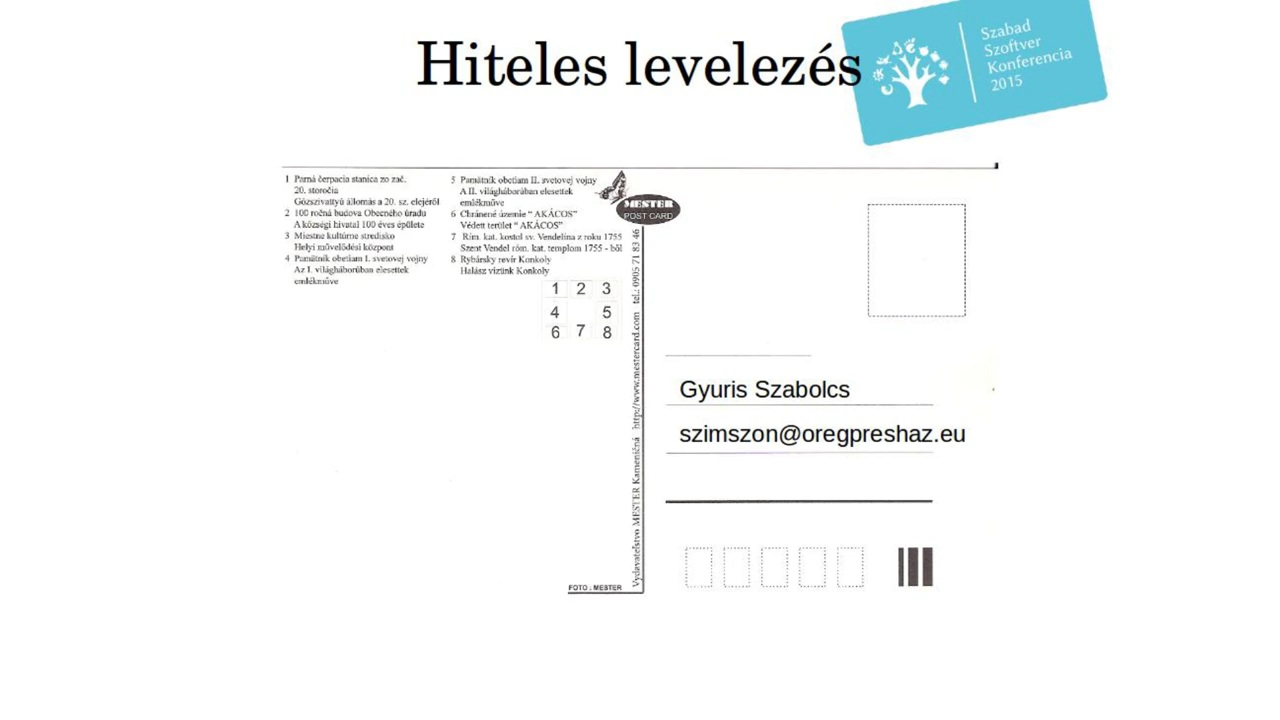 Hiteles levelezés
Szabad
Szoftver
Konferencia
2015
1 Parná čerpacia stanica zo zač.
20. storočia
Gőzszivattyú állomás a 20. sz. elejéről
2 100 ročná budova Obecného úradu
A községi hivatal 100 éves épülete
3 Miestne kultúrne stredisko
Helyi művelődési központ
4 Pamätník obetiam I. svetovej vojny
Az I. világháborúban elesettek
emlékműve
5 Pamätník obetiam II. svetovej vojny
A II. világháborúban elesettek
emlékműve
6 Chránené územie “ AKÁCOS”
Védett terület “ AKÁCOS”
7 Rím. kat. kostol sv. Vendelína z roku 1755
Szent Vendel róm. kat. templom 1755 - ből
8 Rybársky revír Konkoly
Halász vizünk Konkoly
1 2 3
4 5
6 7 8
MESTER
POST CARD
Vydavateľstvo MESTER Kameničná http://www.mestercard.com tel.: 0905 71 83 46
FOTO : MESTER
Gyuris Szabolcs
szimszon@oregpreshaz.eu